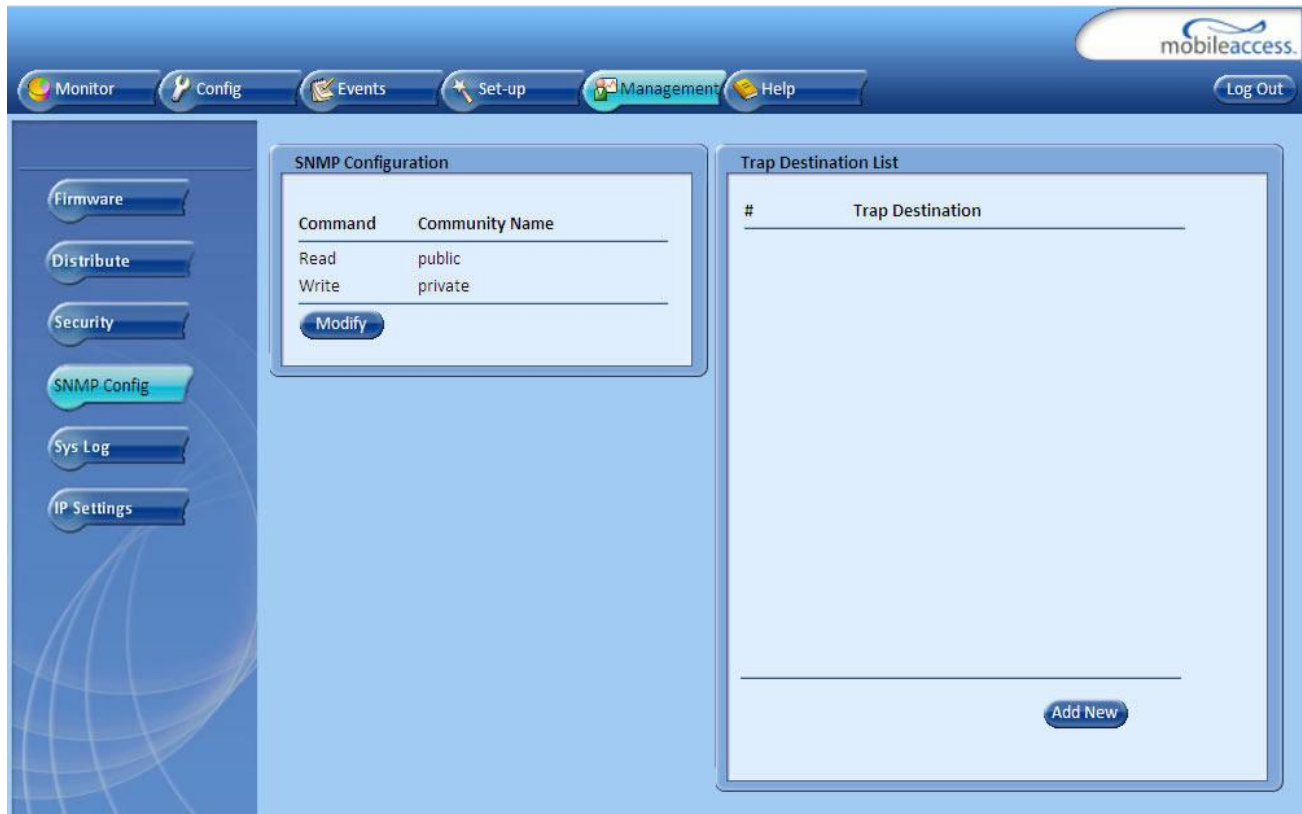 mobileaccess.
Monitor Config Events Set-up Management Help Log Out
Firmware
Distribute
Security
SNMP Config
Sys Log
IP Settings
SNMP Configuration
Command Community Name
Read public
Write private
Modify
Trap Destination List
# Trap Destination
Add New